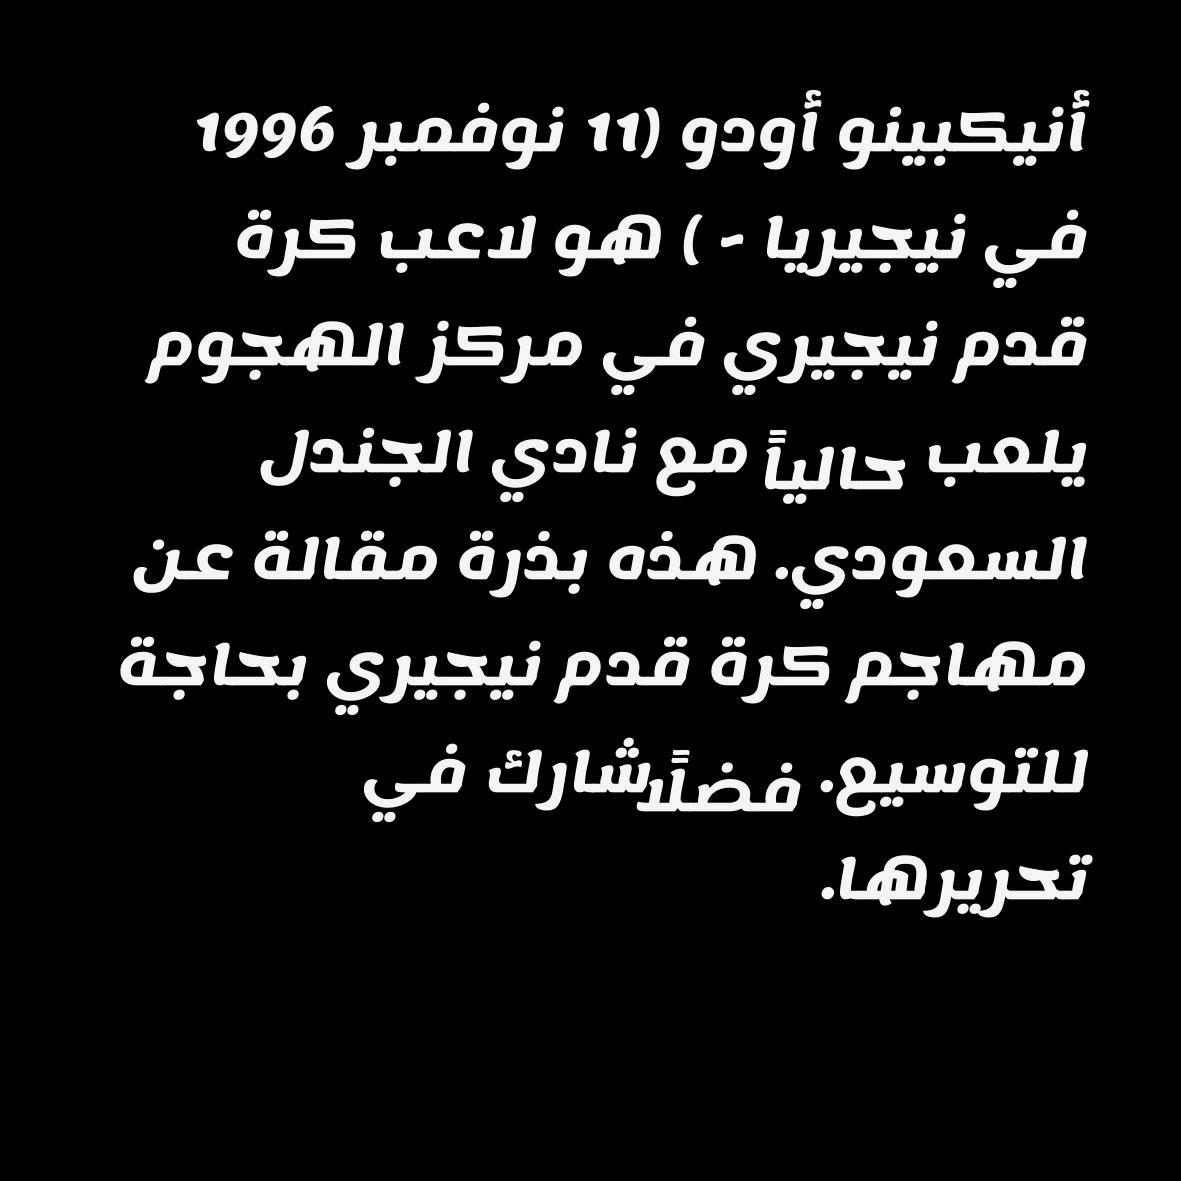 أنيكبينو أودو (11 نوفمبر 1996
في نيجيريا - ) هو لاعب كرة
قدم نيجيري في مركز الهجوم
يلعب حالياً مع نادي الجندل
السعودي. هذه بذرة مقالة عن
مهاجم كرة قدم نيجيري بحاجة
للتوسيع. فضلًا شارك في
تحريرها.